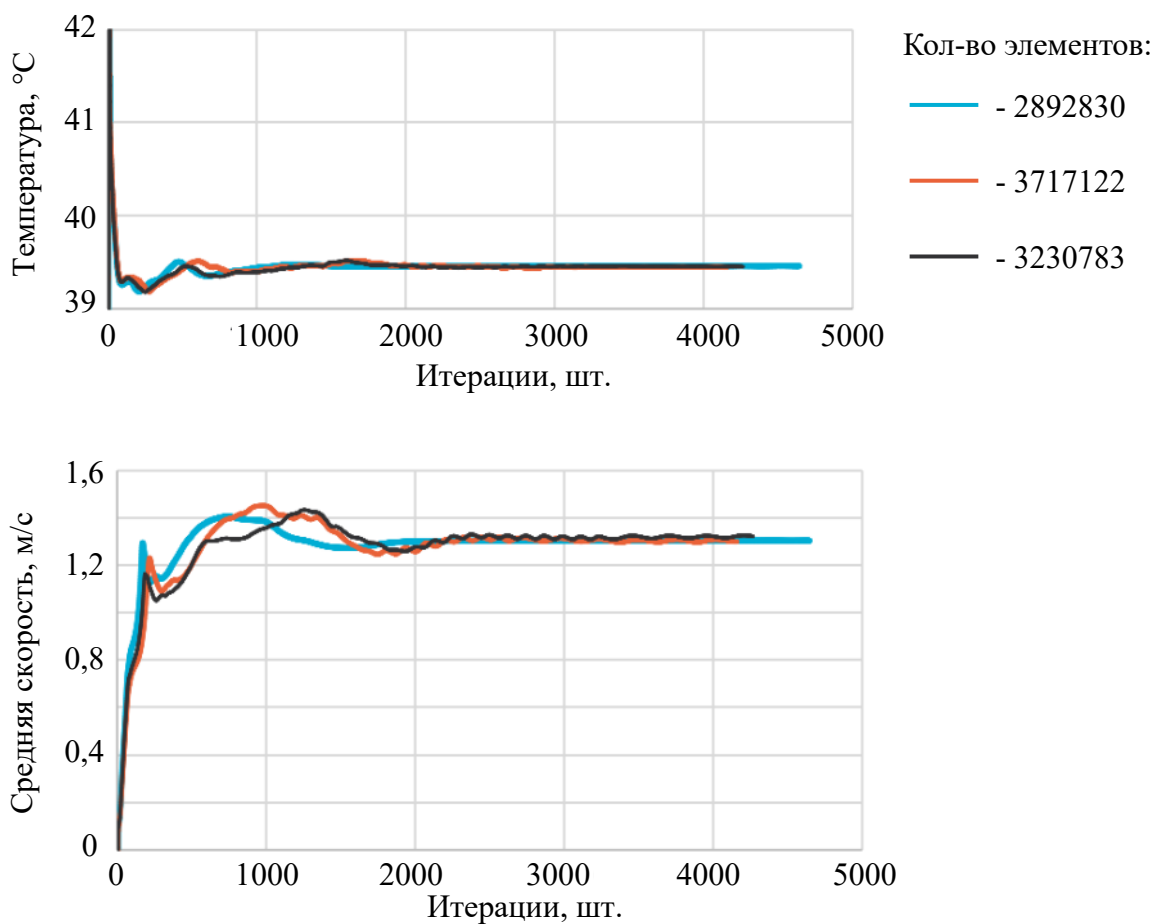 Температура, °С
42
41
40
39
0 1000 2000 3000 4000 5000
Итерации, шт.
Кол-во элементов:
- 2892830
- 3717122
- 3230783
Средняя скорость, м/с
1,6
1,2
0,8
0,4
0
0 1000 2000 3000 4000 5000
Итерации, шт.